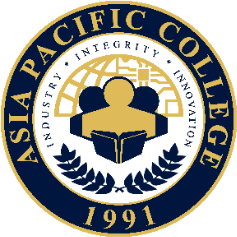 ASIA PACIFIC COLLEGE
INDUSTRY · INTEGRITY · INNOVATION
1991